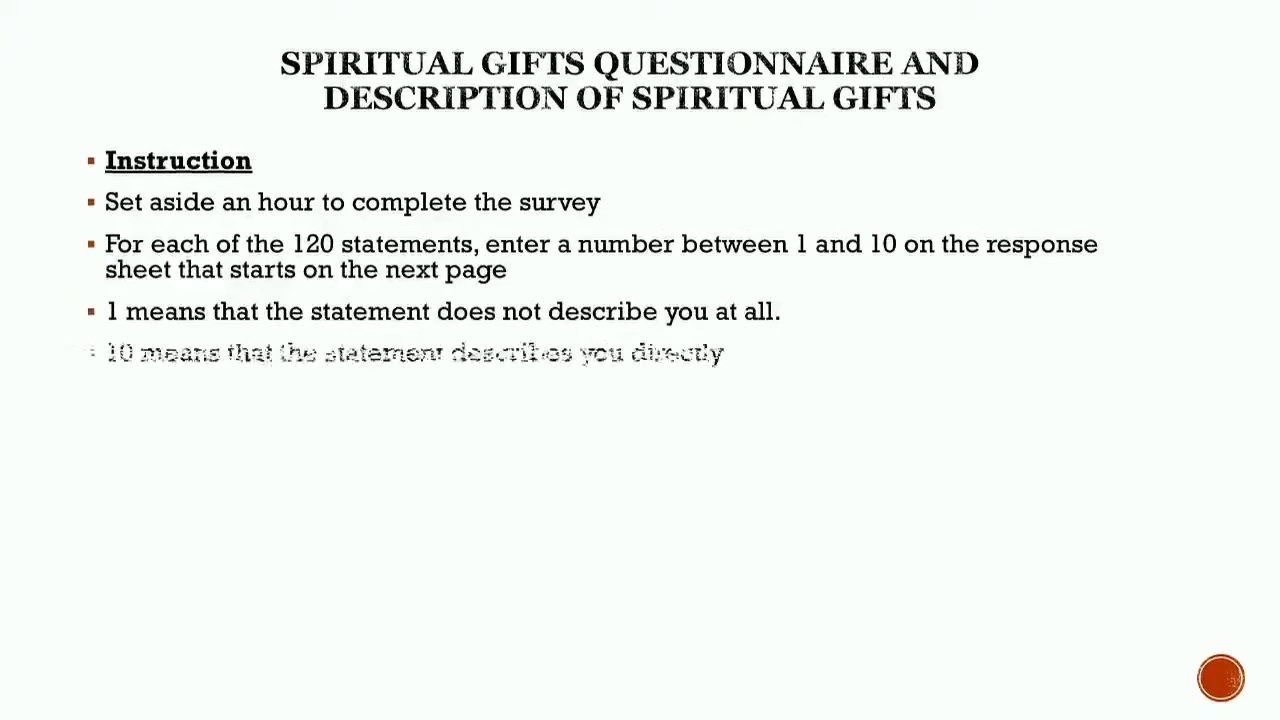 SPIRITUAL GIFTS QUESTIONNAIRE AND
DESCRIPTION OF SPIRITUAL GIFTS
Instruction
Set aside an hour to complete the survey
For each of the 120 statements, enter a number between 1 and 10 on the response
sheet that starts on the next page
1 means that the statement does not describe you at all.
10 means that the statement describes you directly